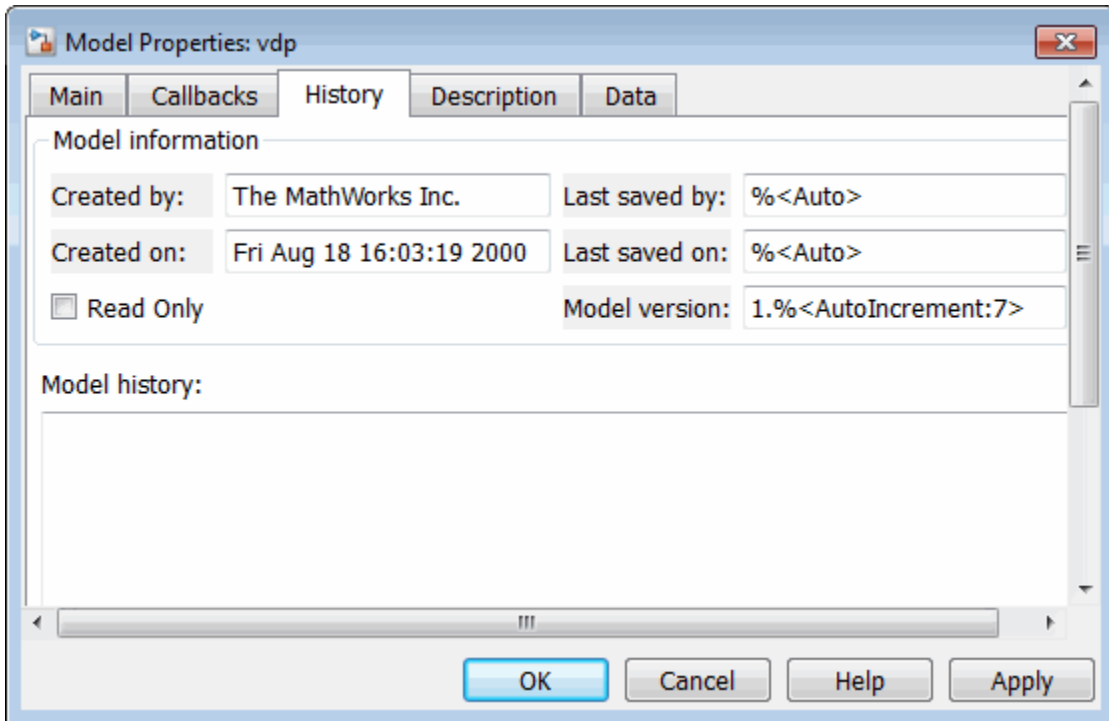 Model Properties: vdp
Main Callbacks History Description Data
Model information
Created by: The MathWorks Inc. Last saved by: %<Auto>
Created on: Fri Aug 18 16:03:19 2000 Last saved on: %<Auto>
Read Only Model version: 1.%<AutoIncrement:7>
Model history:
OK Cancel Help Apply